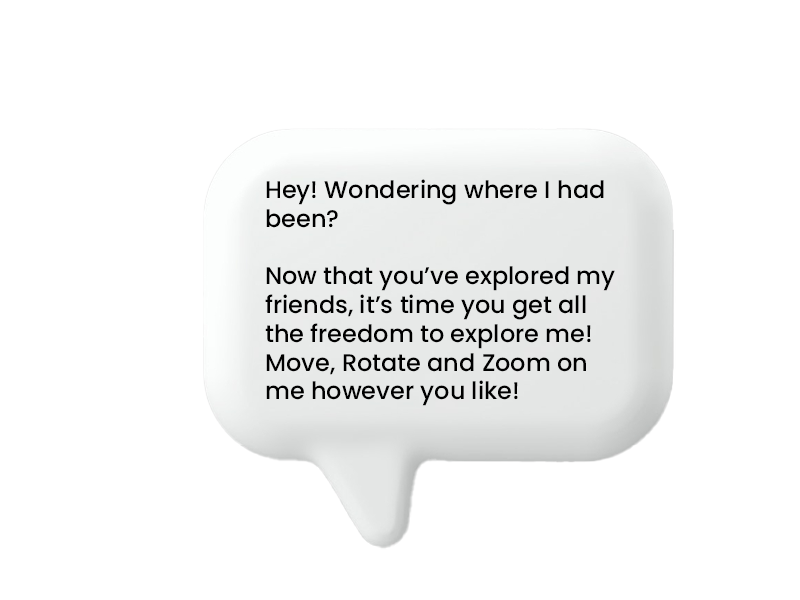 Hey! Wondering where I had
been?
Now that you’ve explored my
friends, it’s time you get all
the freedom to explore me!
Move, Rotate and Zoom on
me however you like!